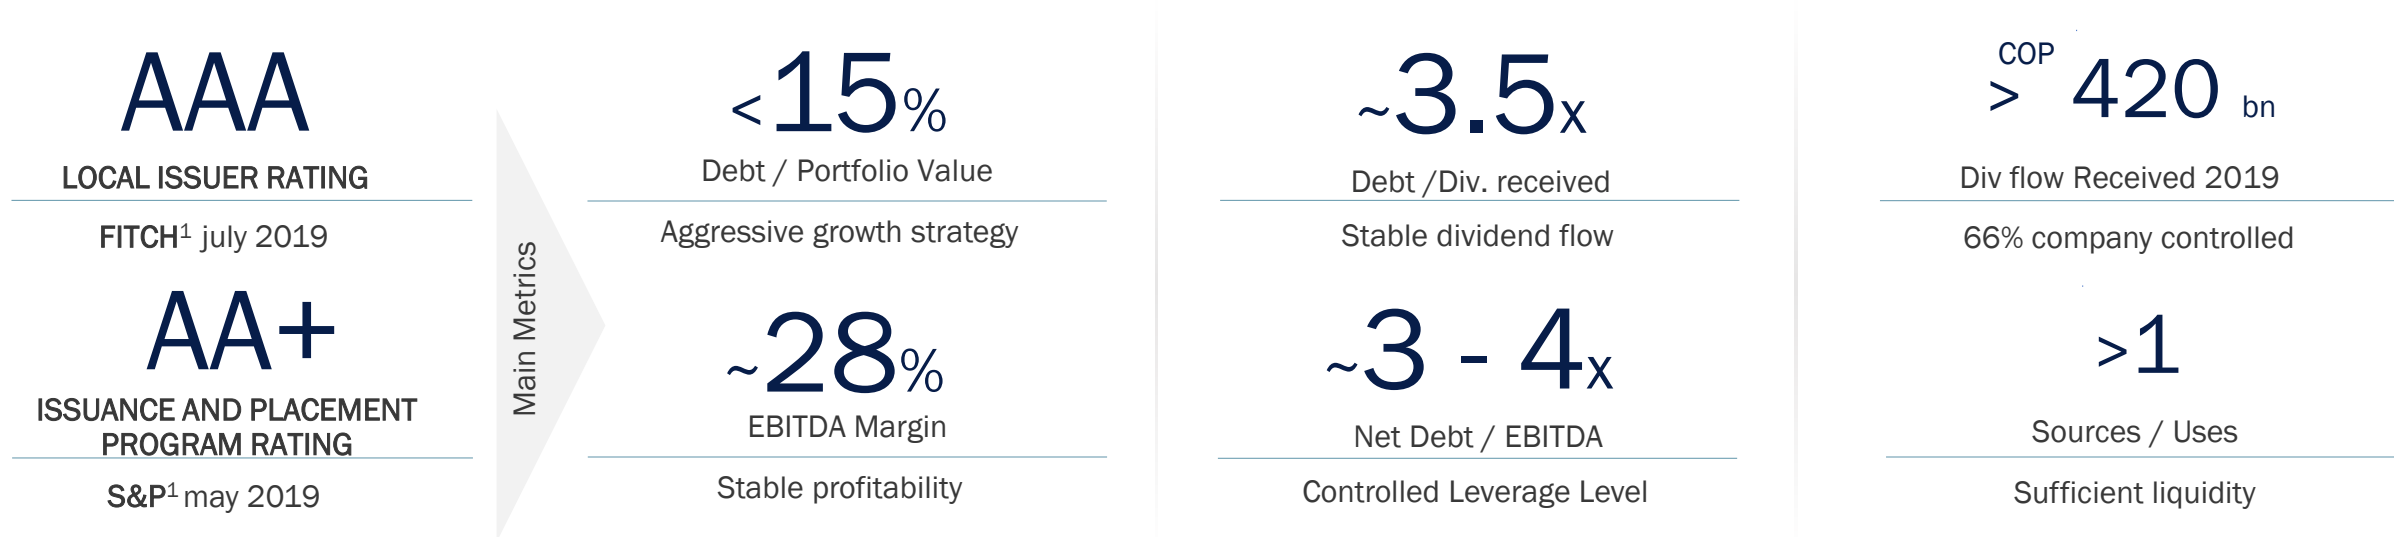 AAA
LOCAL ISSUER RATING
FITCH¹ july 2019
AA+
ISSUANCE AND PLACEMENT
PROGRAM RATING
S&P¹ may 2019
Main Metrics
<15%
Debt / Portfolio Value
Aggressive growth strategy
~28%
EBITDA Margin
Stable profitability
~3.5x
Debt /Div. received
Stable dividend flow
~3 - 4x
Net Debt / EBITDA
Controlled Leverage Level
> COP 420 bn
Div flow Received 2019
66% company controlled
>1
Sources / Uses
Sufficient liquidity